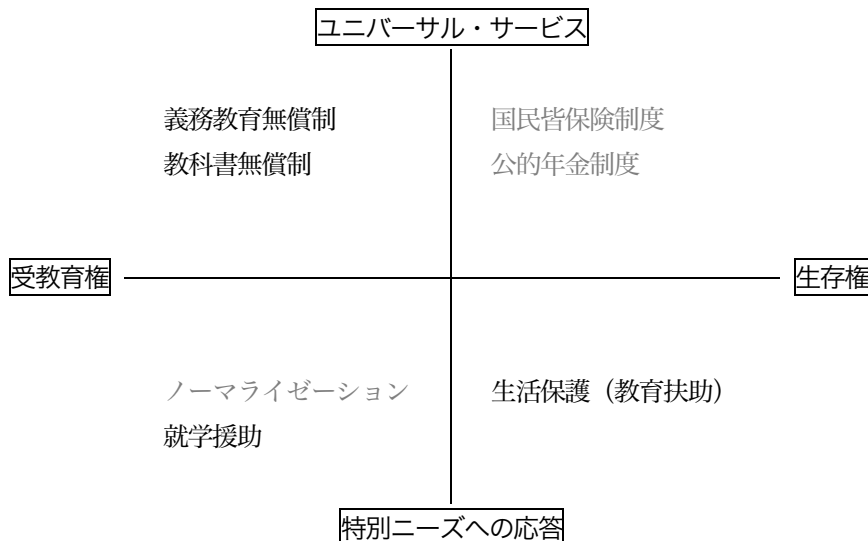 ユニバーサル・サービス
義務教育無償制
国民皆保険制度
教科書無償制
公的年金制度
受教育権
生存権
ノーマライゼーション
生活保護（教育扶助）
就学援助
特別ニーズへの応答